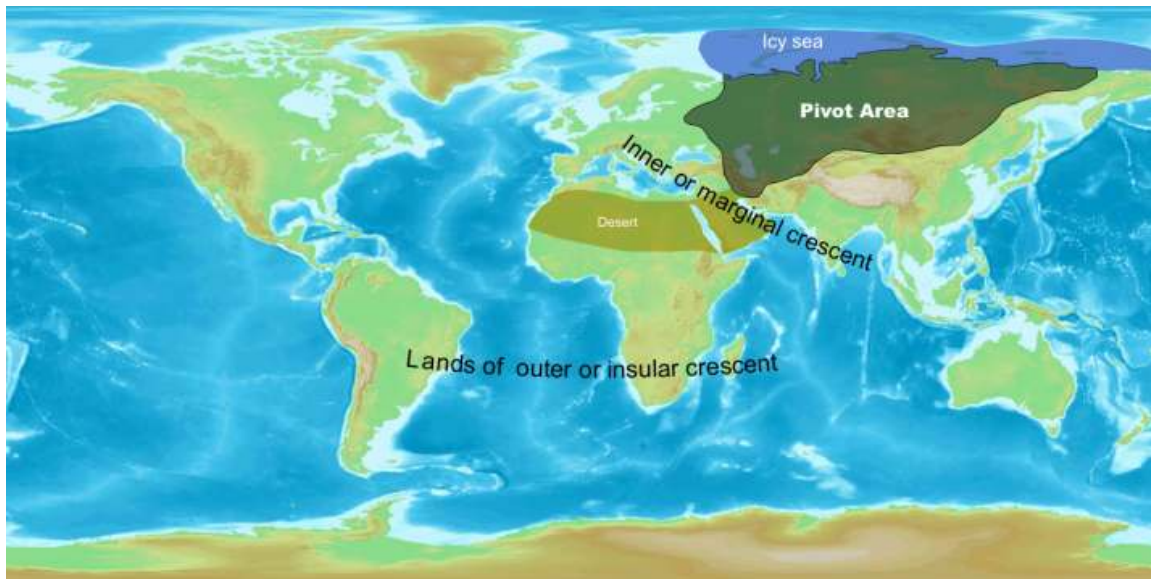 Icy sea
Pivot Area
Inner or marginal crescent
Desert
Lands of outer or insular crescent